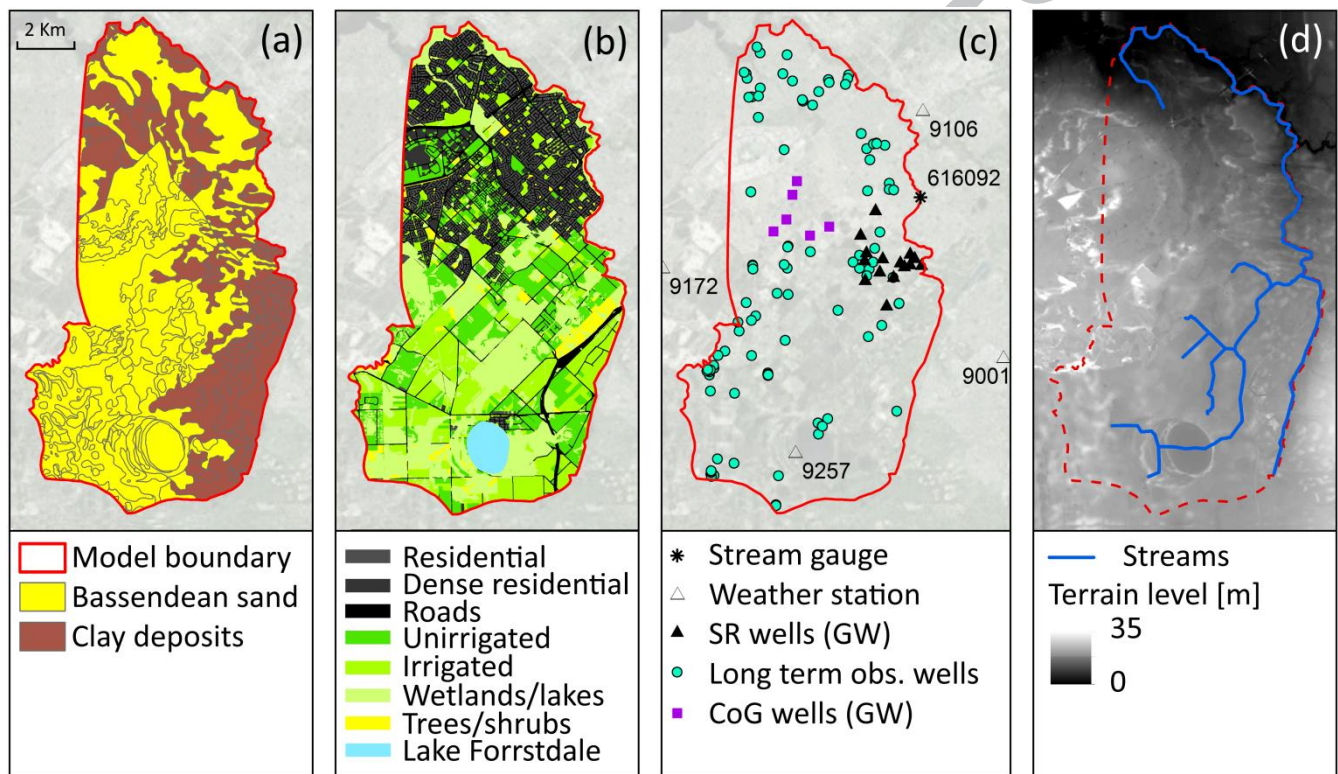 2 Km
(a)
Model boundary
Bassendean sand
Clay deposits
(b)
Residential
Dense residential
Roads
Unirrigated
Irrigated
Wetlands/lakes
Trees/shrubs
Lake Forrstdale
(c)
9106
616092
9172
9001
9257
Stream gauge
Weather station
SR wells (GW)
Long term obs. wells
CoG wells (GW)
(d)
Streams
Terrain level [m]
35
0